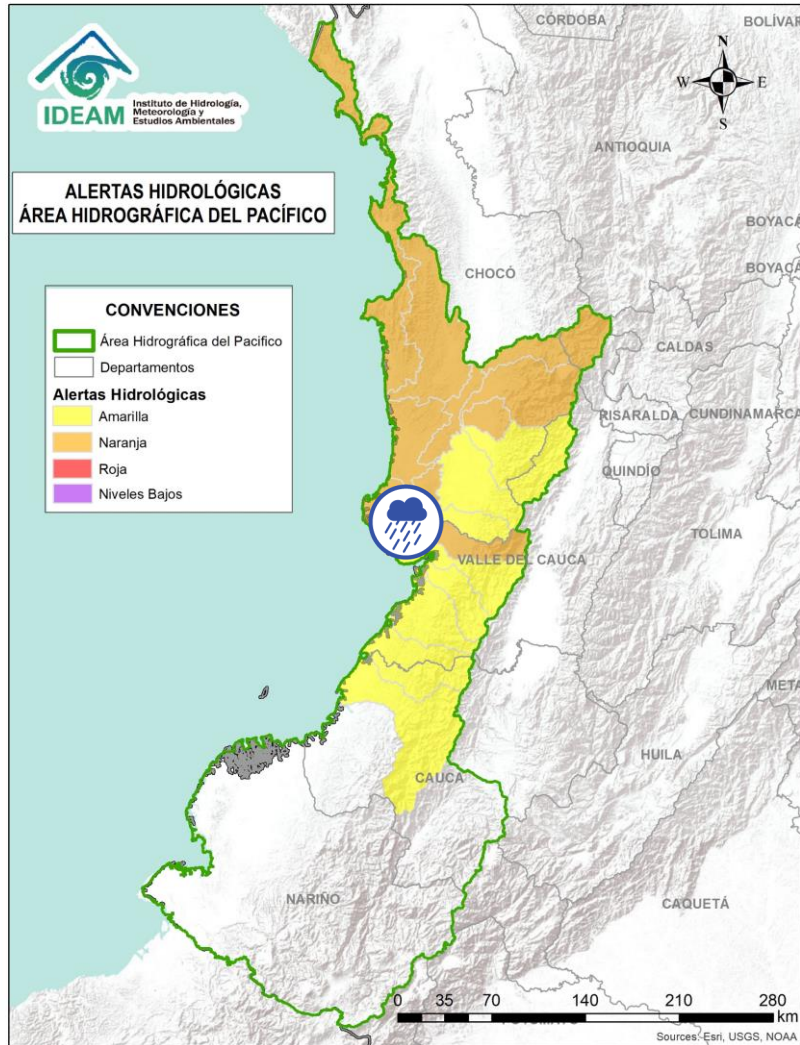 CÓRDOBA
BOLÍVAR
N
W
E
S
IDEAM
Instituto de Hidrología,
Meteorología y
Estudios Ambientales
ANTIOQUIA
ALERTAS HIDROLÓGICAS
ÁREA HIDROGRÁFICA DEL PACÍFICO
BOYACÁ
BOYACÁ
CHOCÓ
CONVENCIONES
Área Hidrográfica del Pacifico
Departamentos
Alertas Hidrológicas
Amarilla
Naranja
Roja
Niveles Bajos
CALDAS
RISARALDA
CUNDINAMARCA
QUINDÍO
TOLIMA
VALLE DEL CAUCA
META
HUILA
CAUCA
NARIÑO
CAQUETÁ
0 35 70 140 210 280
km
Sources: Esri, USGS, NOAA